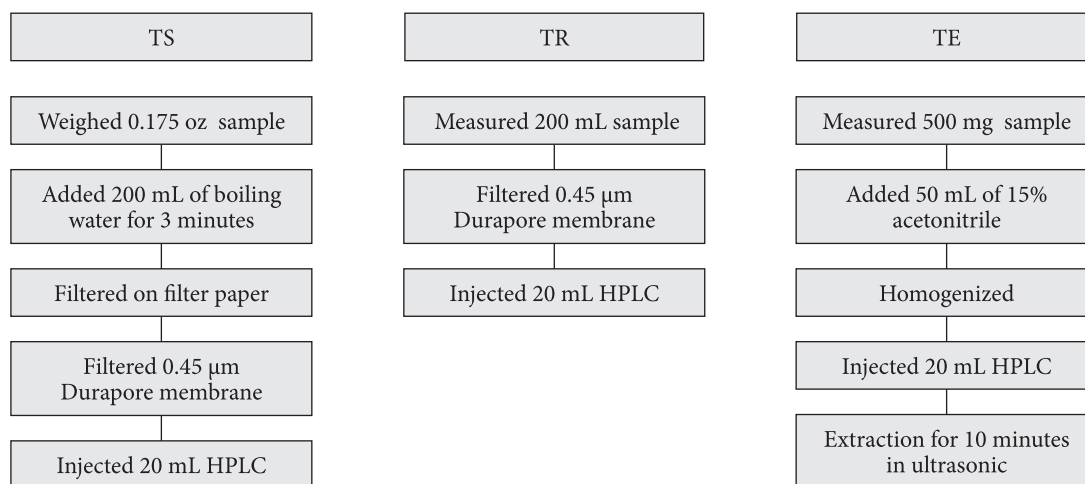 TS
Weighed 0.175 oz sample
Added 200 mL of boiling
water for 3 minutes
Filtered on filter paper
Filtered 0.45 µm
Durapore membrane
Injected 20 mL HPLC
TR
Measured 200 mL sample
Filtered 0.45 µm
Durapore membrane
Injected 20 mL HPLC
TE
Measured 500 mg sample
Added 50 mL of 15%
acetonitrile
Homogenized
Injected 20 mL HPLC
Extraction for 10 minutes
in ultrasonic